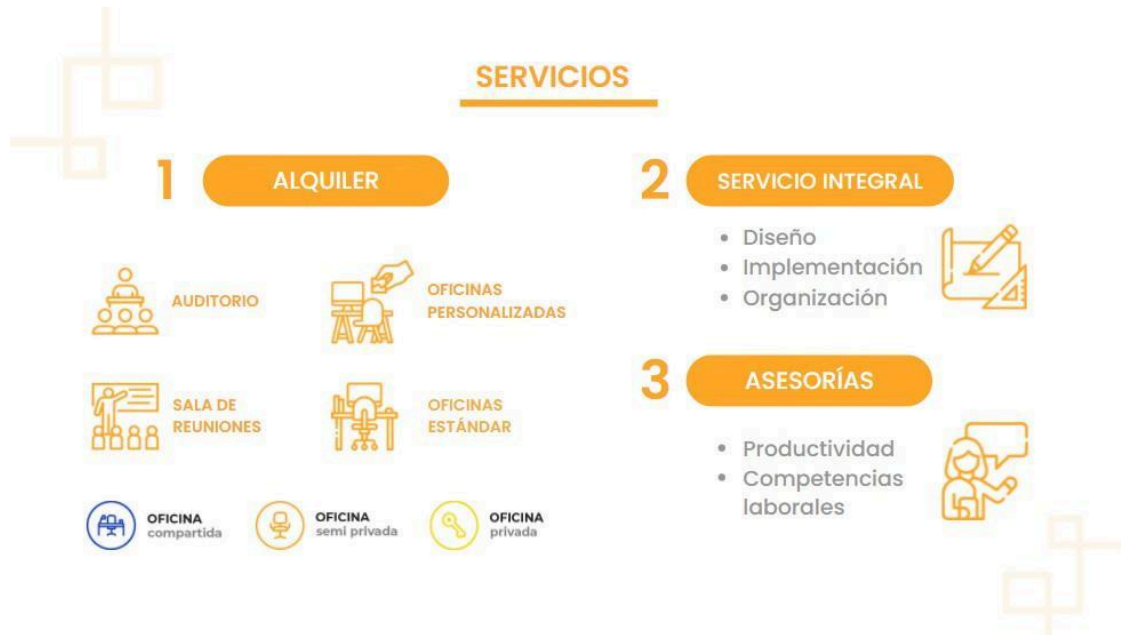 SERVICIOS
1
ALQUILER
AUDITORIO
OFICINAS
PERSONALIZADAS
SALA DE
REUNIONES
OFICINAS
ESTÁNDAR
OFICINA
compartida
OFICINA
semi privada
OFICINA
privada
2
SERVICIO INTEGRAL
• Diseño
• Implementación
• Organización
3
ASESORÍAS
• Productividad
• Competencias
laborales